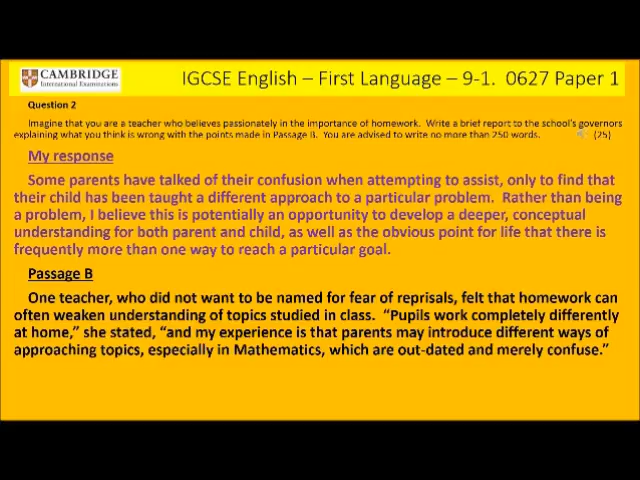 CAMBRIDGE
International Examinations
IGCSE English – First Language – 9-1. 0627 Paper 1
Question 2
Imagine that you are a teacher who believes passionately in the importance of homework. Write a brief report to the school's governors
explaining what you think is wrong with the points made in Passage B. You are advised to write no more than 250 words. (25)
My response
Some parents have talked of their confusion when attempting to assist, only to find that
their child has been taught a different approach to a particular problem. Rather than being
a problem, I believe this is potentially an opportunity to develop a deeper, conceptual
understanding for both parent and child, as well as the obvious point for life that there is
frequently more than one way to reach a particular goal.
Passage B
One teacher, who did not want to be named for fear of reprisals, felt that homework can
often weaken understanding of topics studied in class. “Pupils work completely differently
at home,” she stated, “and my experience is that parents may introduce different ways of
approaching topics, especially in Mathematics, which are out-dated and merely confuse.”